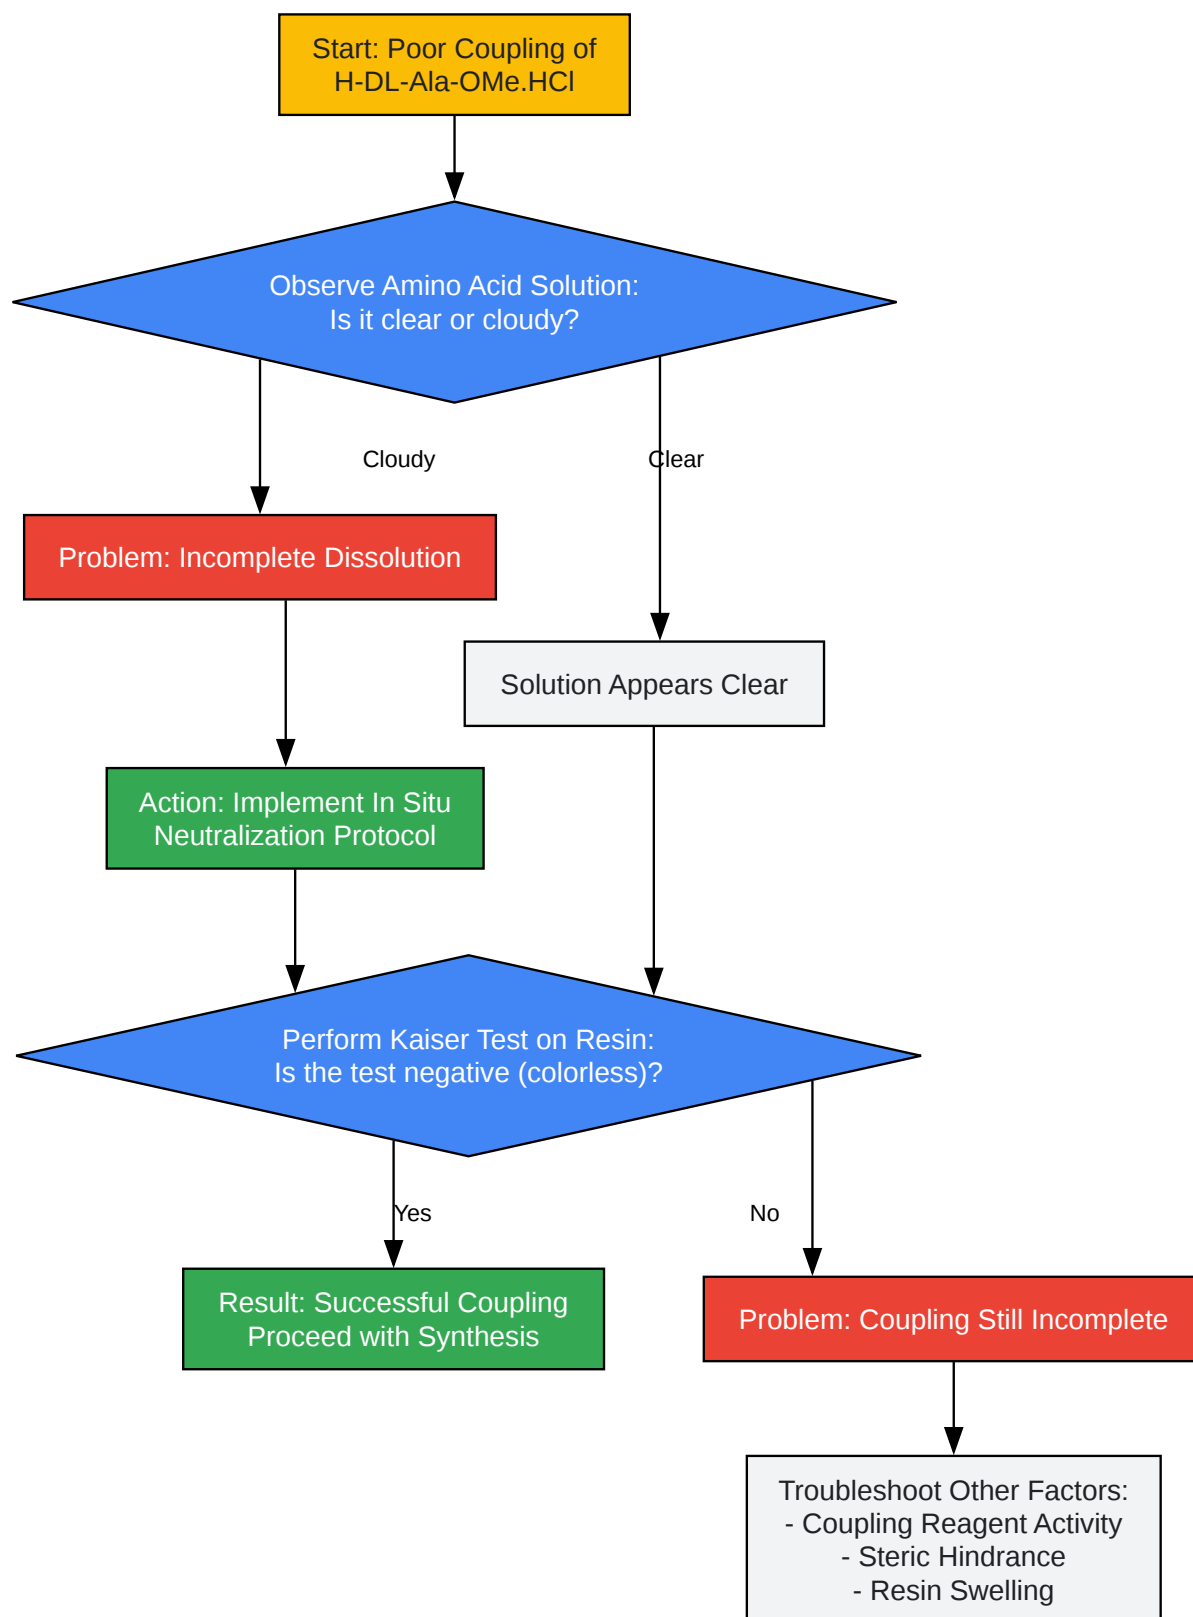 Start: Poor Coupling of
H-DL-Ala-OMe.HCl
Observe Amino Acid Solution:
Is it clear or cloudy?
Cloudy
Clear
Problem: Incomplete Dissolution
Solution Appears Clear
Action: Implement In Situ
Neutralization Protocol
Perform Kaiser Test on Resin:
Is the test negative (colorless)?
Yes
No
Result: Successful Coupling
Proceed with Synthesis
Problem: Coupling Still Incomplete
Troubleshoot Other Factors:
- Coupling Reagent Activity
- Steric Hindrance
- Resin Swelling